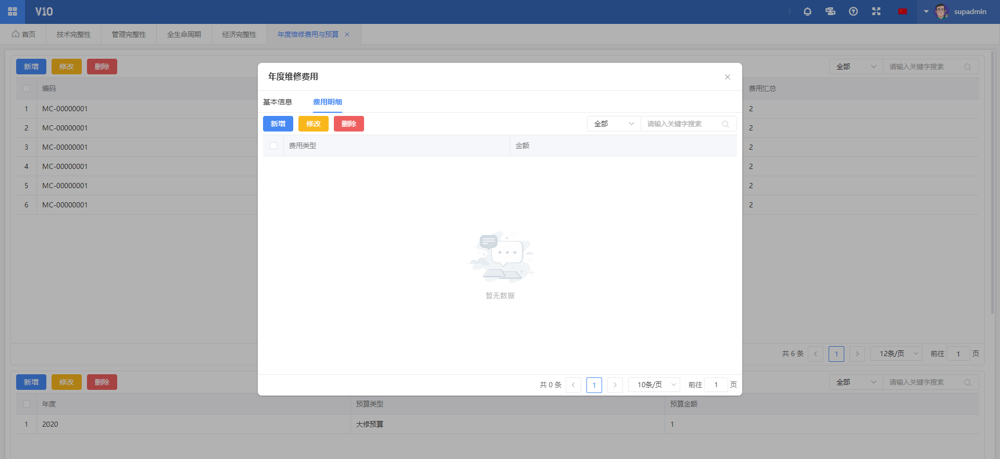 V10 supadmin
首页 技术完整性 管理完整性 全生命周期 经济完整性 年度维修费用与预算
新增 修改 删除 全部 请输入关键字搜索
编码 费用汇总
1 MC-00000001 2
2 MC-00000001 2
3 MC-00000001 2
4 MC-00000001 2
5 MC-00000001 2
6 MC-00000001 2
共 6 条 1 12条/页 前往 1 页
年度维修费用
基本信息 费用明细
新增 修改 删除 全部 请输入关键字搜索
费用类型 金额
暂无数据
共 0 条 1 10条/页 前往 1 页
新增 修改 删除 全部 请输入关键字搜索
年度 预算类型 预算金额
1 2020 大修预算 1